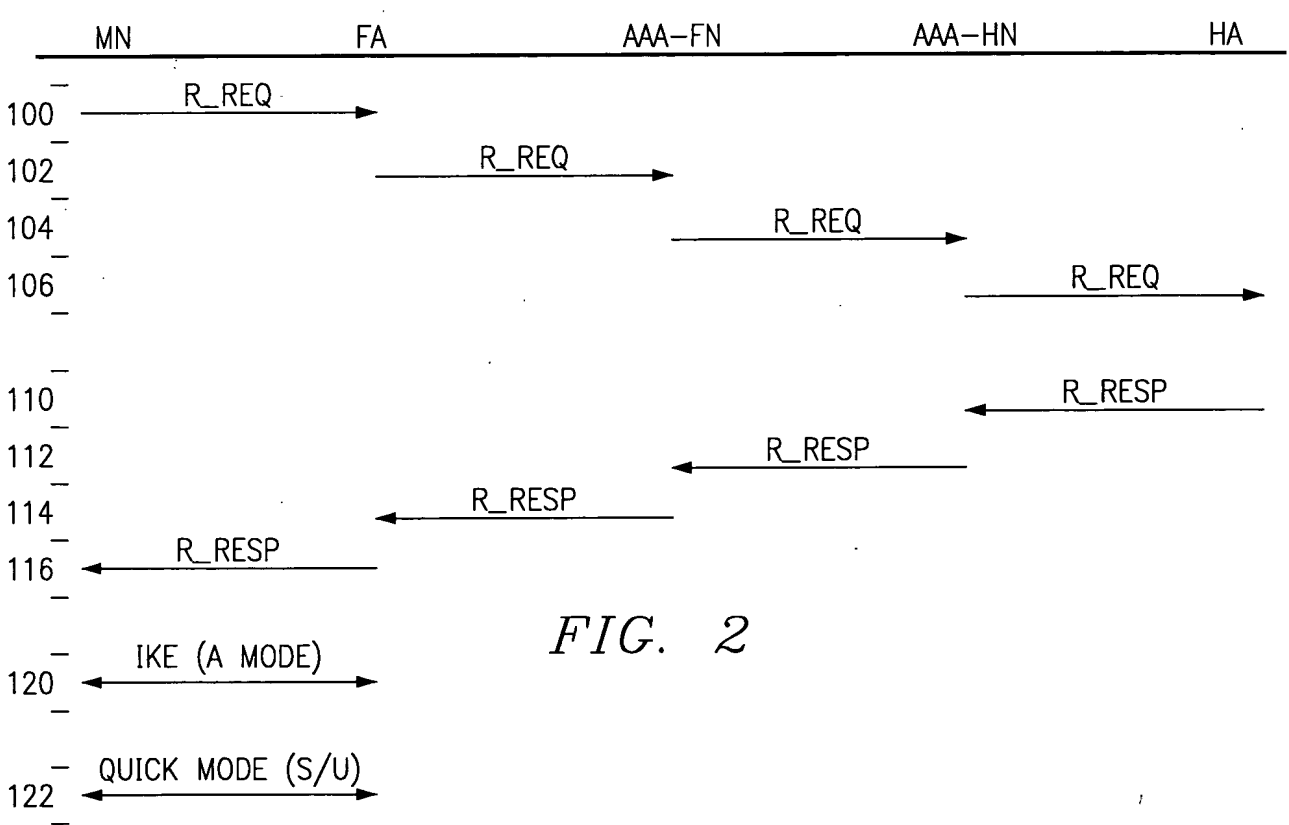 MN FA AAA-FN AAA-HN HA
100 R_REQ
102 R_REQ
104 R_REQ
106 R_REQ
110 R_RESP
112 R_RESP
114 R_RESP
116 R_RESP
FIG. 2
120 IKE (A MODE)
122 QUICK MODE (S/U)